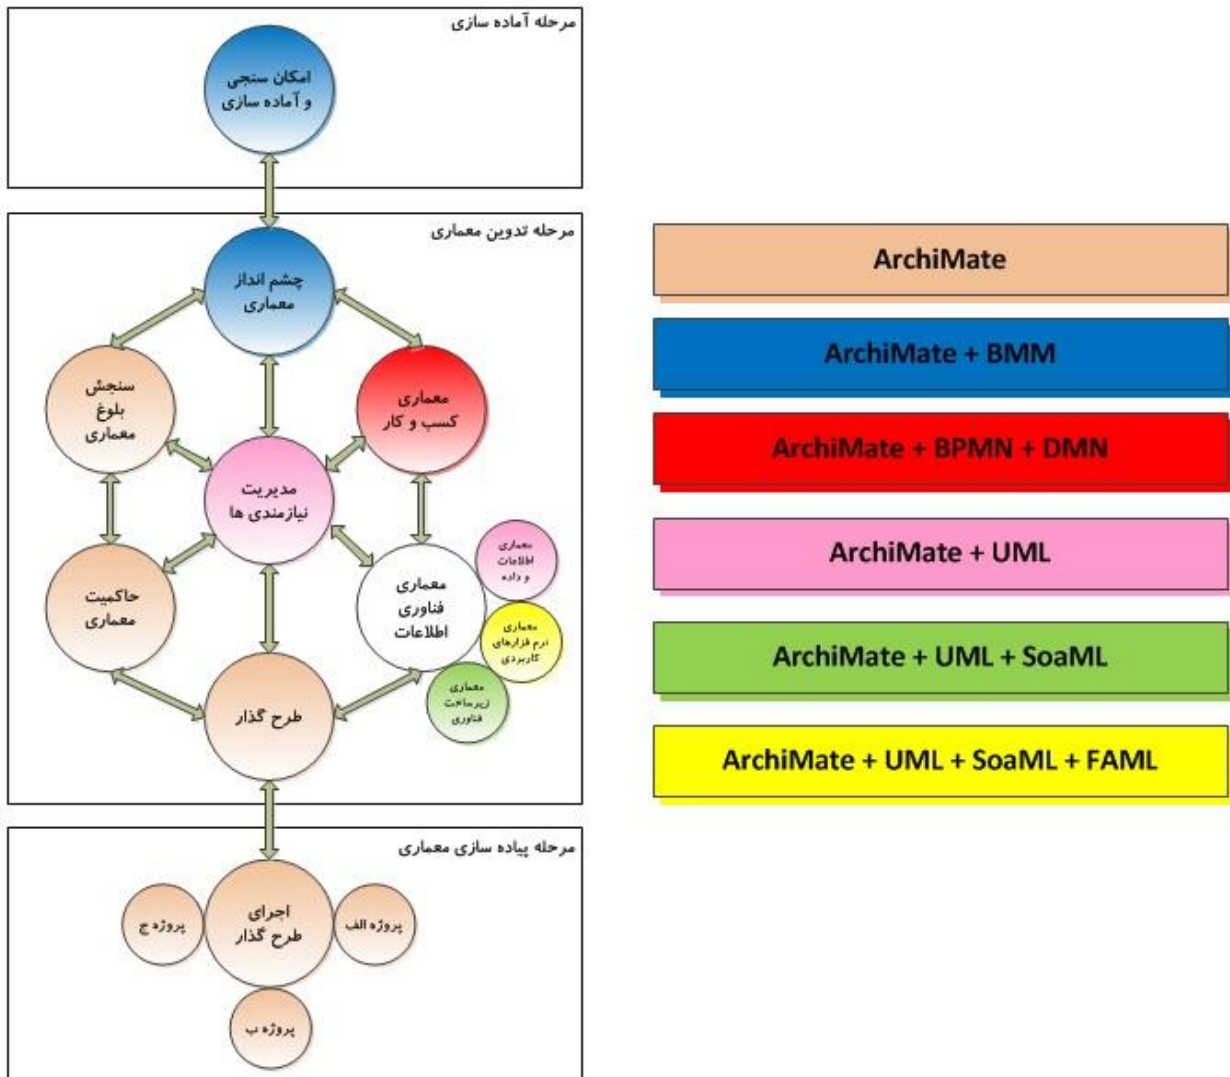 مرحله آماده سازی
امکان سنجی
و آماده سازی
مرحله تدوین معماری
چشم انداز
معماری
سنجش
بلوغ
معماری
معماری
کسب و کار
مدیریت
نیازمندی ها
حاکمیت
معماری
معماری
فناوری
اطلاعات
معماری
اطلاعات
و داده
معماری
نرم فزارهای
کاربردی
معماری
زیرساخت
فناوری
طرح گذار
مرحله پیاده سازی معماری
اجرای
طرح گذار
پروژه الف
پروژه ج
پروژه ب
ArchiMate
ArchiMate + BMM
ArchiMate + BPMN + DMN
ArchiMate + UML
ArchiMate + UML + SoaML
ArchiMate + UML + SoaML + FAML